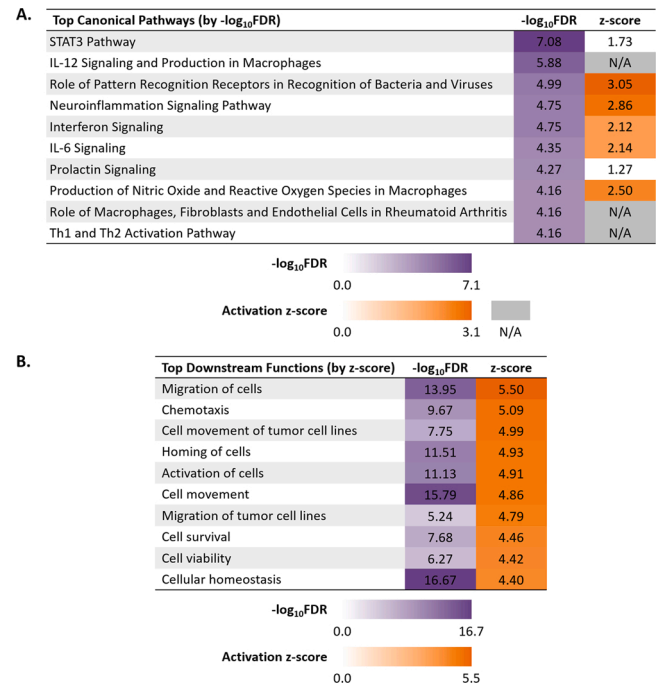 A.
Top Canonical Pathways (by -log10FDR) -log10FDR z-score
STAT3 Pathway 7.08 1.73
IL-12 Signaling and Production in Macrophages 5.88 N/A
Role of Pattern Recognition Receptors in Recognition of Bacteria and Viruses 4.99 3.05
Neuroinflammation Signaling Pathway 4.75 2.86
Interferon Signaling 4.75 2.12
IL-6 Signaling 4.35 2.14
Prolactin Signaling 4.27 1.27
Production of Nitric Oxide and Reactive Oxygen Species in Macrophages 4.16 2.50
Role of Macrophages, Fibroblasts and Endothelial Cells in Rheumatoid Arthritis 4.16 N/A
Th1 and Th2 Activation Pathway 4.16 N/A
-log10FDR
0.0 7.1
Activation z-score
0.0 3.1 N/A
B.
Top Downstream Functions (by z-score) -log10FDR z-score
Migration of cells 13.95 5.50
Chemotaxis 9.67 5.09
Cell movement of tumor cell lines 7.75 4.99
Homing of cells 11.51 4.93
Activation of cells 11.13 4.91
Cell movement 15.79 4.86
Migration of tumor cell lines 5.24 4.79
Cell survival 7.68 4.46
Cell viability 6.27 4.42
Cellular homeostasis 16.67 4.40
-log10FDR
0.0 16.7
Activation z-score
0.0 5.5